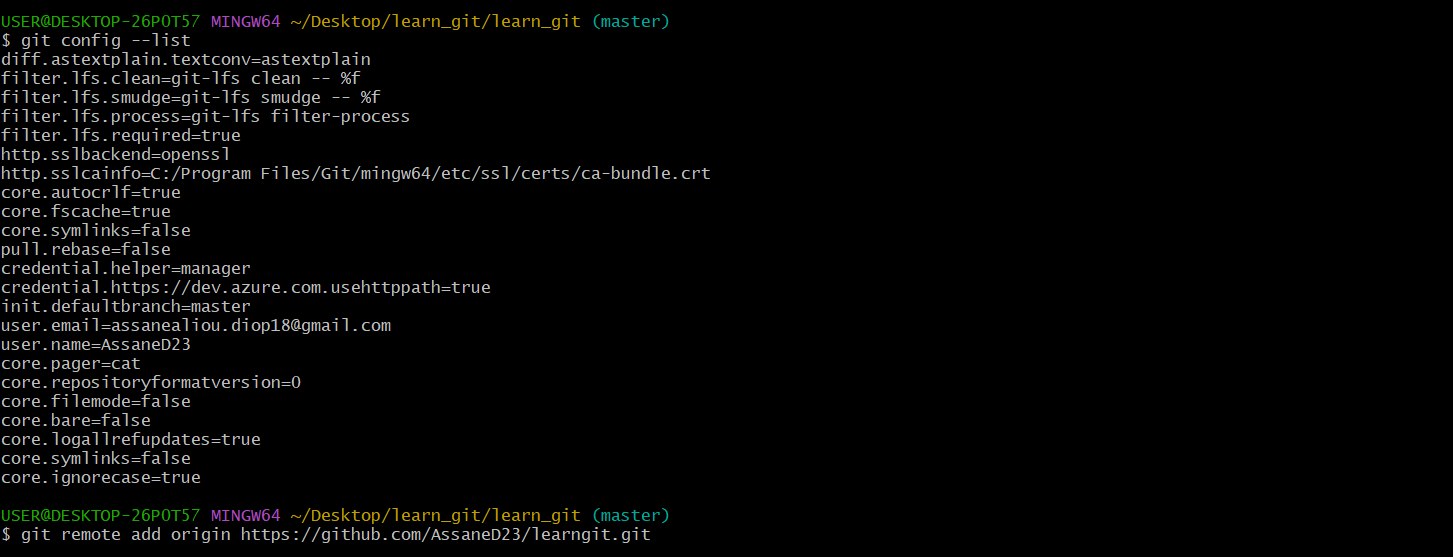 USER@DESKTOP-26POT57 MINGW64 ~/Desktop/learn_git/learn_git (master)
$ git config --list
diff.astextplain.textconv=astextplain
filter.lfs.clean=git-lfs clean -- %f
filter.lfs.smudge=git-lfs smudge -- %f
filter.lfs.process=git-lfs filter-process
filter.lfs.required=true
http.sslbackend=openssl
http.sslcainfo=C:/Program Files/Git/mingw64/etc/ssl/certs/ca-bundle.crt
core.autocrlf=true
core.fscache=true
core.symlinks=false
pull.rebase=false
credential.helper=manager
credential.https://dev.azure.com.usehttppath=true
init.defaultbranch=master
user.email=assanealiou.diop18@gmail.com
user.name=AssaneD23
core.pager=cat
core.repositoryformatversion=0
core.filemode=false
core.bare=false
core.logallrefupdates=true
core.symlinks=false
core.ignorecase=true
USER@DESKTOP-26POT57 MINGW64 ~/Desktop/learn_git/learn_git (master)
$ git remote add origin https://github.com/AssaneD23/learngit.git